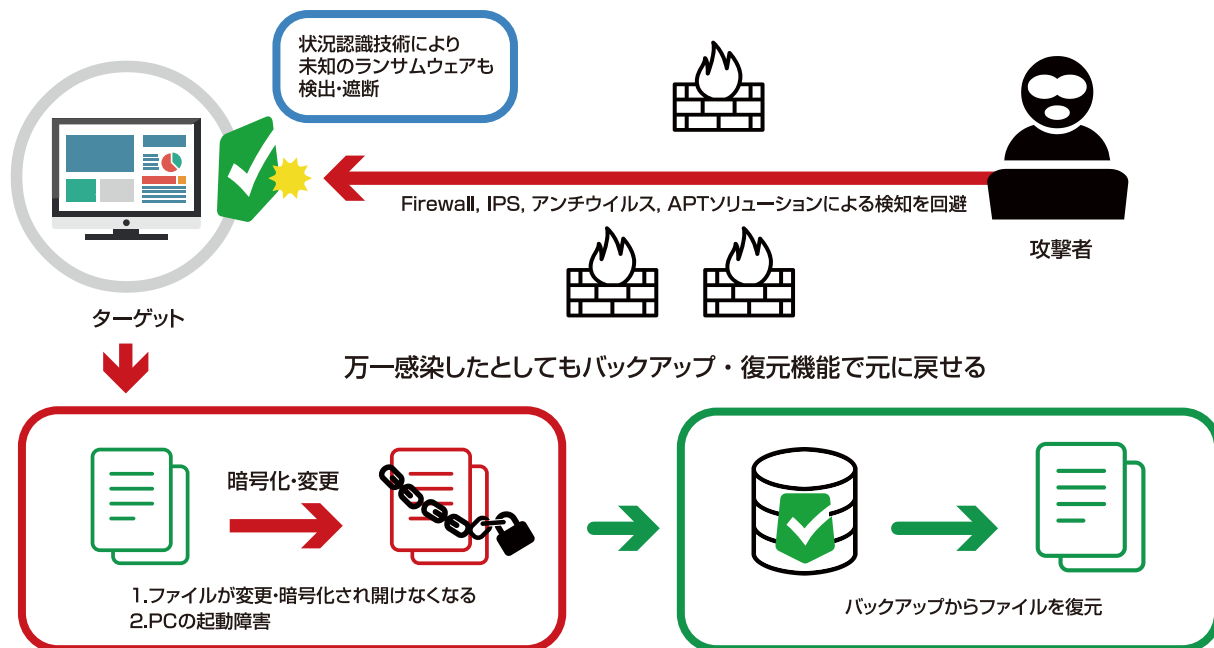 状況認識技術により
未知のランサムウェアも
検出・遮断
Firewall, IPS, アンチウイルス, APTソリューションによる検知を回避
攻撃者
ターゲット
万一感染したとしてもバックアップ・復元機能で元に戻せる
暗号化・変更
1.ファイルが変更・暗号化され開けなくなる
2.PCの起動障害
バックアップからファイルを復元